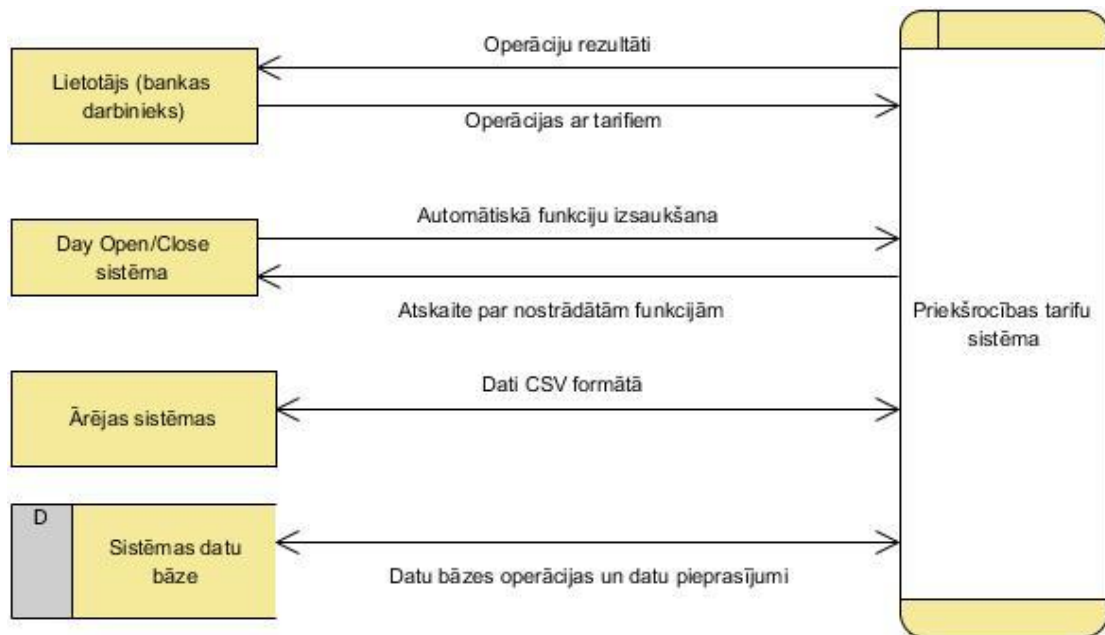 Operāciju rezultāti
Lietotājs (bankas
darbinieks)
Operācijas ar tarifiem
Automātiskā funkciju izsaukšana
Day Open/Close
sistēma
Atskaite par nostrādātām funkcijām
Priekšrocības tarifu
sistēma
Dati CSV formātā
Ārējas sistēmas
D
Sistēmas datu
bāze
Datu bāzes operācijas un datu pieprasījumi